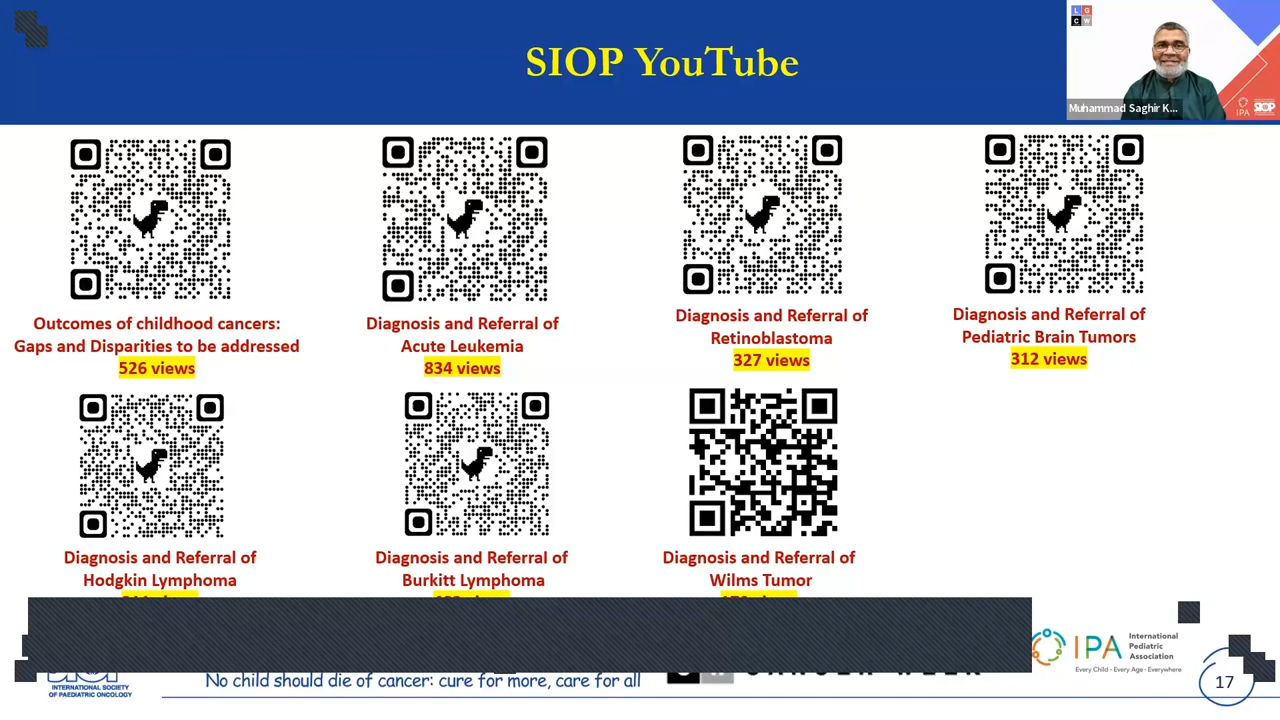 SIOP YouTube
L G
C W
Muhammad Saghir K...
IPA SIOP
Outcomes of childhood cancers:
Gaps and Disparities to be addressed
526 views
Diagnosis and Referral of
Acute Leukemia
834 views
Diagnosis and Referral of
Retinoblastoma
327 views
Diagnosis and Referral of
Pediatric Brain Tumors
312 views
Diagnosis and Referral of
Hodgkin Lymphoma
Diagnosis and Referral of
Burkitt Lymphoma
Diagnosis and Referral of
Wilms Tumor
INTERNATIONAL SOCIETY
OF PAEDIATRIC ONCOLOGY
No child should die of cancer: cure for more, care for all
IPA
International
Pediatric
Association
Every Child - Every Age - Everywhere
17